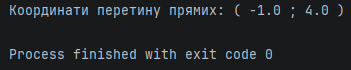 Координати перетину прямих: ( -1.0 ; 4.0 )
Process finished with exit code 0